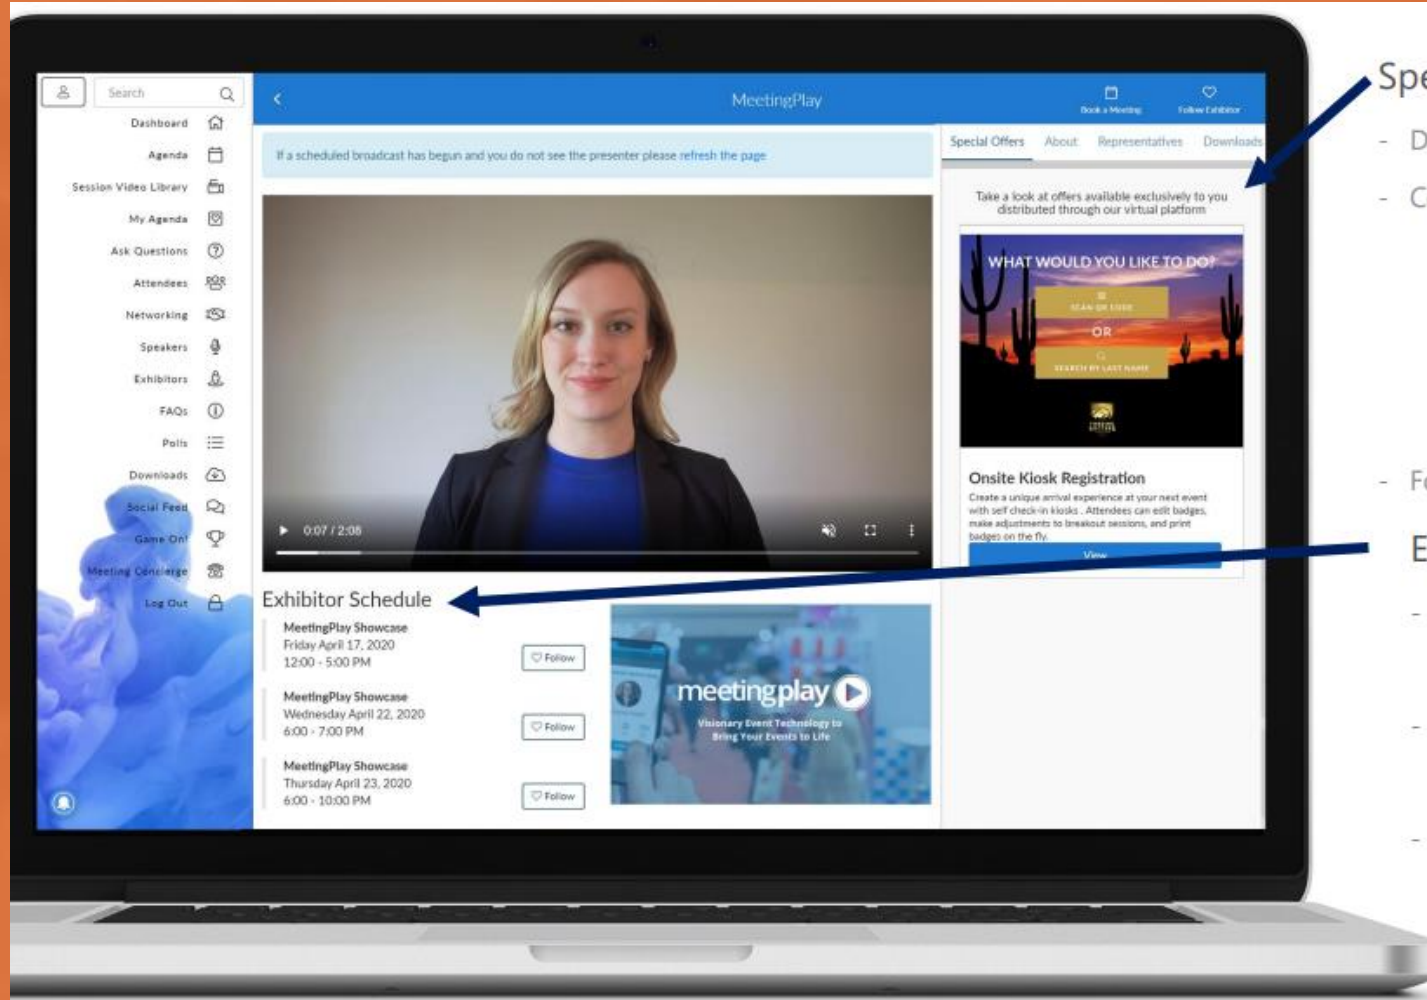 Search
Dashboard
Agenda
Session Video Library
My Agenda
Ask Questions
Attendees
Networking
Speakers
Exhibitors
FAQs
Polls
Downloads
Social Feed
Game On!
Meeting Concierge
Log Out
MeetingPlay
Book a Meeting
Follow Exhibitor
If a scheduled broadcast has begun and you do not see the presenter please refresh the page
0:07 / 2:08
Exhibitor Schedule
MeetingPlay Showcase
Friday April 17, 2020
12:00 - 5:00 PM
Follow
MeetingPlay Showcase
Wednesday April 22, 2020
6:00 - 7:00 PM
Follow
MeetingPlay Showcase
Thursday April 23, 2020
6:00 - 10:00 PM
Follow
meetingplay
Visionary Event Technology to
Bring Your Events to Life
Special Offers About Representatives Downloads
Take a look at offers available exclusively to you
distributed through our virtual platform
WHAT WOULD YOU LIKE TO DO?
SCAN QR CODE
OR
SEARCH BY LAST NAME
Onsite Kiosk Registration
Create a unique arrival experience at your next event
with self check-in kiosks . Attendees can edit badges,
make adjustments to breakout sessions, and print
badges on the fly.
View
Spe
- D
- C
- Fo
E
-
-
-